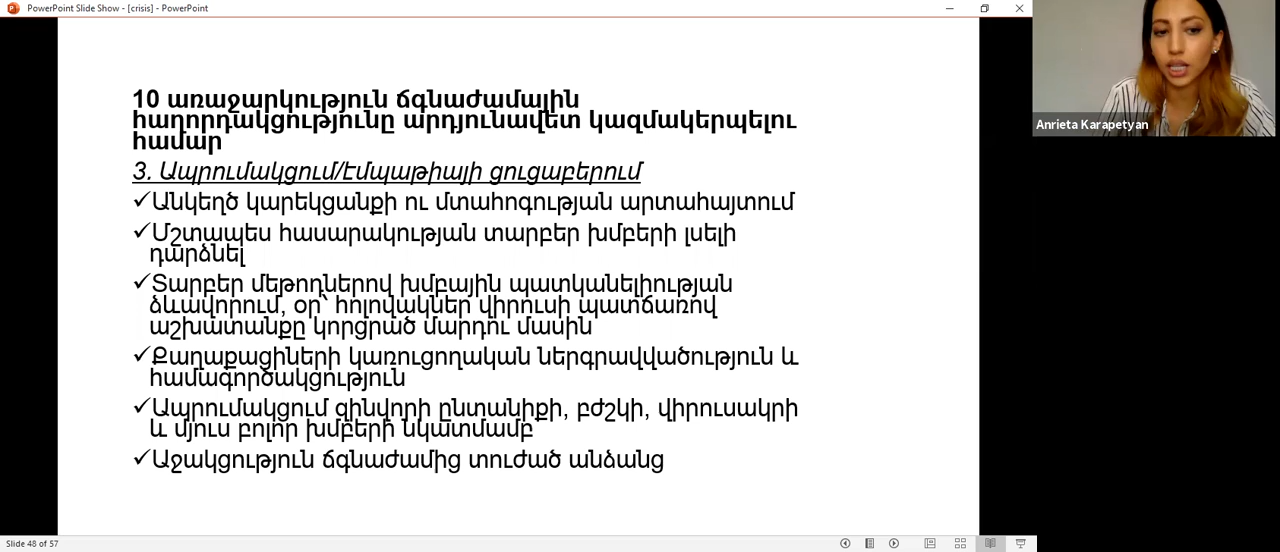 PowerPoint Slide Show - [crisis] - PowerPoint
10 առաջարկություն ճգնաժամային
հաղորդակցությունը արդյունավետ կազմակերպելու
համար
3. Ապրումակցում/էմպաթիայի ցուցաբերում
✓Անկեղծ կարեկցանքի ու մտահոգության արտահայտում
✓Մշտապես հասարակության տարբեր խմբերի լսելի
դարձնել
✓Տարբեր մեթոդներով խմբային պատկանելիության
ձևավորում, օր՝ հոլովակներ վիրուսի պատճառով
աշխատանքը կորցրած մարդու մասին
✓Քաղաքացիների կառուցողական ներգրավվածություն և
համագործակցություն
✓Ապրումակցում զինվորի ընտանիքի, բժշկի, վիրուսակրի
և մյուս բոլոր խմբերի նկատմամբ
✓Աջակցություն ճգնաժամից տուժած անձանց
Anrieta Karapetyan
Slide 48 of 57